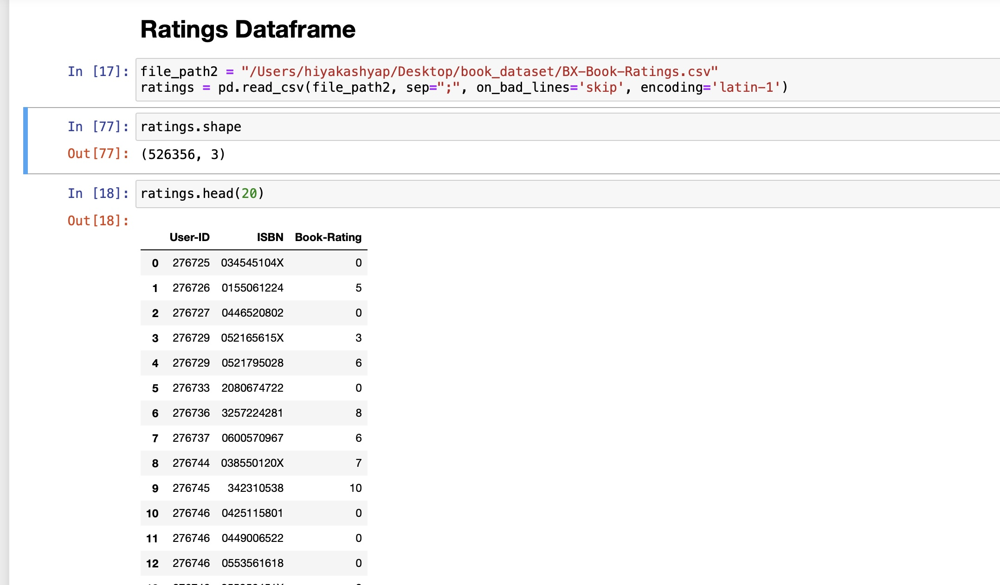 Ratings Dataframe
In [17]: file_path2 = "/Users/hiyakashyap/Desktop/book_dataset/BX-Book-Ratings.csv"
ratings = pd.read_csv(file_path2, sep=";", on_bad_lines='skip', encoding='latin-1')
In [77]: ratings.shape
Out[77]: (526356, 3)
In [18]: ratings.head(20)
Out[18]:
User-ID ISBN Book-Rating
0 276725 034545104X 0
1 276726 0155061224 5
2 276727 0446520802 0
3 276729 052165615X 3
4 276729 0521795028 6
5 276733 2080674722 0
6 276736 3257224281 8
7 276737 0600570967 6
8 276744 038550120X 7
9 276745 342310538 10
10 276746 0425115801 0
11 276746 0449006522 0
12 276746 0553561618 0